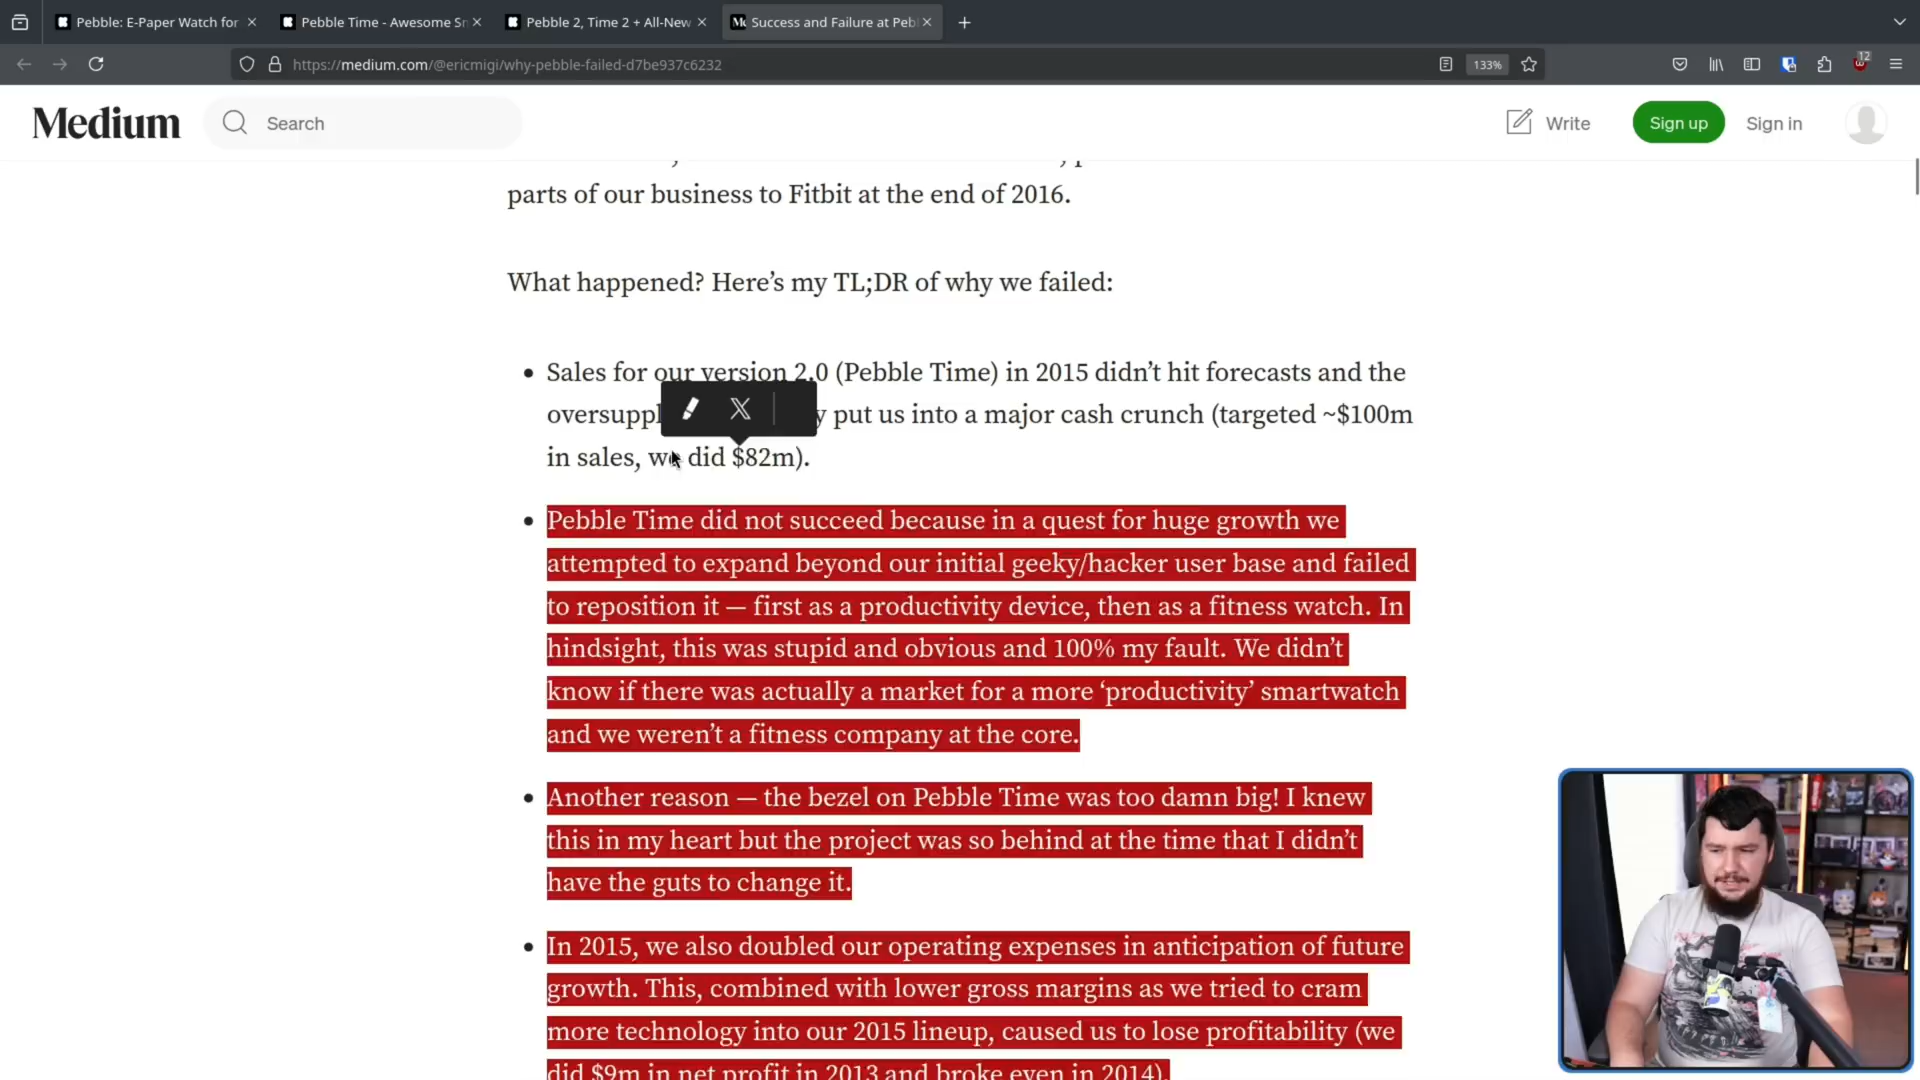 Pebble: E-Paper Watch for
Pebble Time - Awesome Sm
Pebble 2, Time 2 + All-New
Success and Failure at Peb
https://medium.com/@ericmigi/why-pebble-failed-d7be937c6232
133%
12
Medium
Search
Write
Sign up
Sign in
parts of our business to Fitbit at the end of 2016.
What happened? Here’s my TL;DR of why we failed:
• Sales for our version 2.0 (Pebble Time) in 2015 didn’t hit forecasts and the
put us into a major cash crunch (targeted ~$100m
in sales, we did $82m).
• Pebble Time did not succeed because in a quest for huge growth we
attempted to expand beyond our initial geeky/hacker user base and failed
to reposition it — first as a productivity device, then as a fitness watch. In
hindsight, this was stupid and obvious and 100% my fault. We didn’t
know if there was actually a market for a more ‘productivity’ smartwatch
and we weren’t a fitness company at the core.
• Another reason — the bezel on Pebble Time was too damn big! I knew
this in my heart but the project was so behind at the time that I didn’t
have the guts to change it.
• In 2015, we also doubled our operating expenses in anticipation of future
growth. This, combined with lower gross margins as we tried to cram
more technology into our 2015 lineup, caused us to lose profitability (we
did $9m in net profit in 2013 and broke even in 2014).